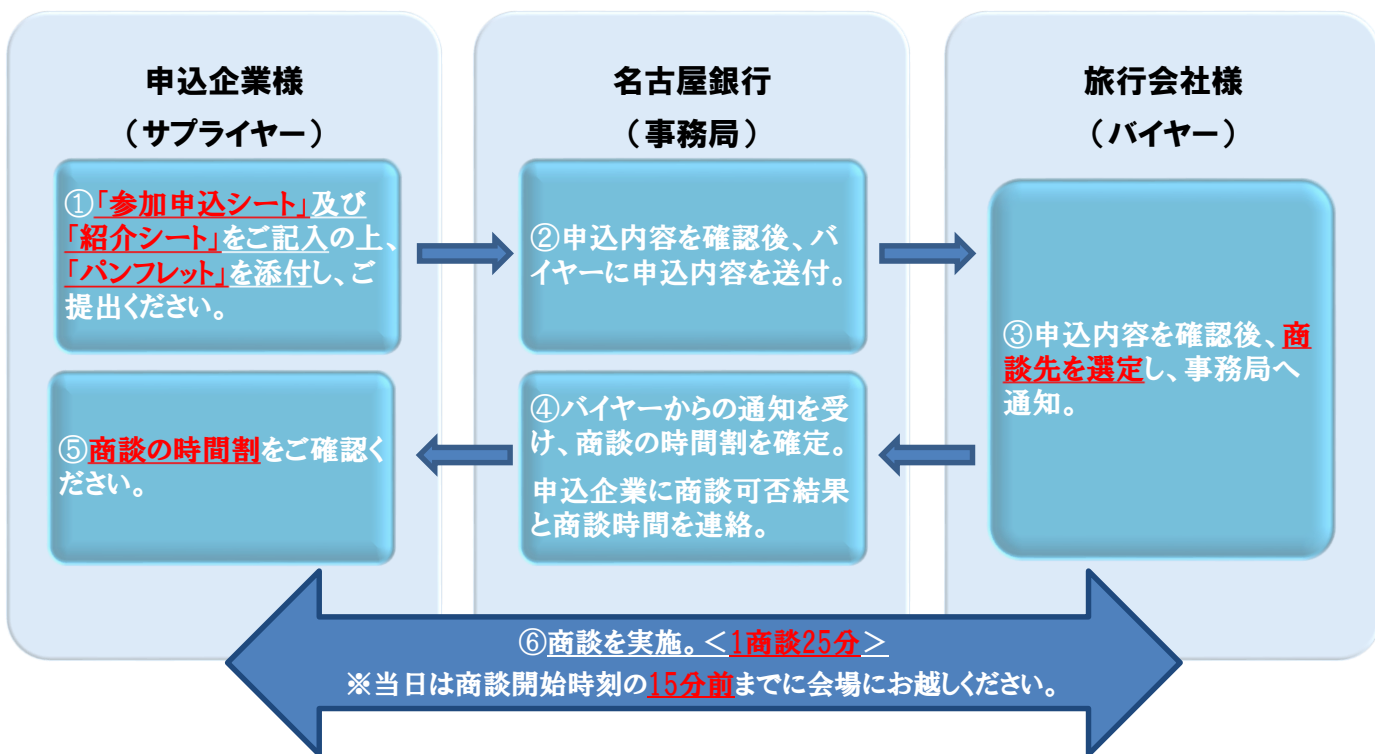 申込企業様
（サプライヤー）
①「参加申込シート」及び
「紹介シート」をご記入の上、
「パンフレット」を添付し、ご
提出ください。
⑤商談の時間割をご確認く
ださい。
名古屋銀行
（事務局）
②申込内容を確認後、バ
イヤーに申込内容を送付。
④バイヤーからの通知を受
け、商談の時間割を確定。
申込企業に商談可否結果
と商談時間を連絡。
旅行会社様
（バイヤー）
③申込内容を確認後、商
談先を選定し、事務局へ
通知。
⑥商談を実施。＜1商談25分＞
※当日は商談開始時刻の15分前までに会場にお越しください。